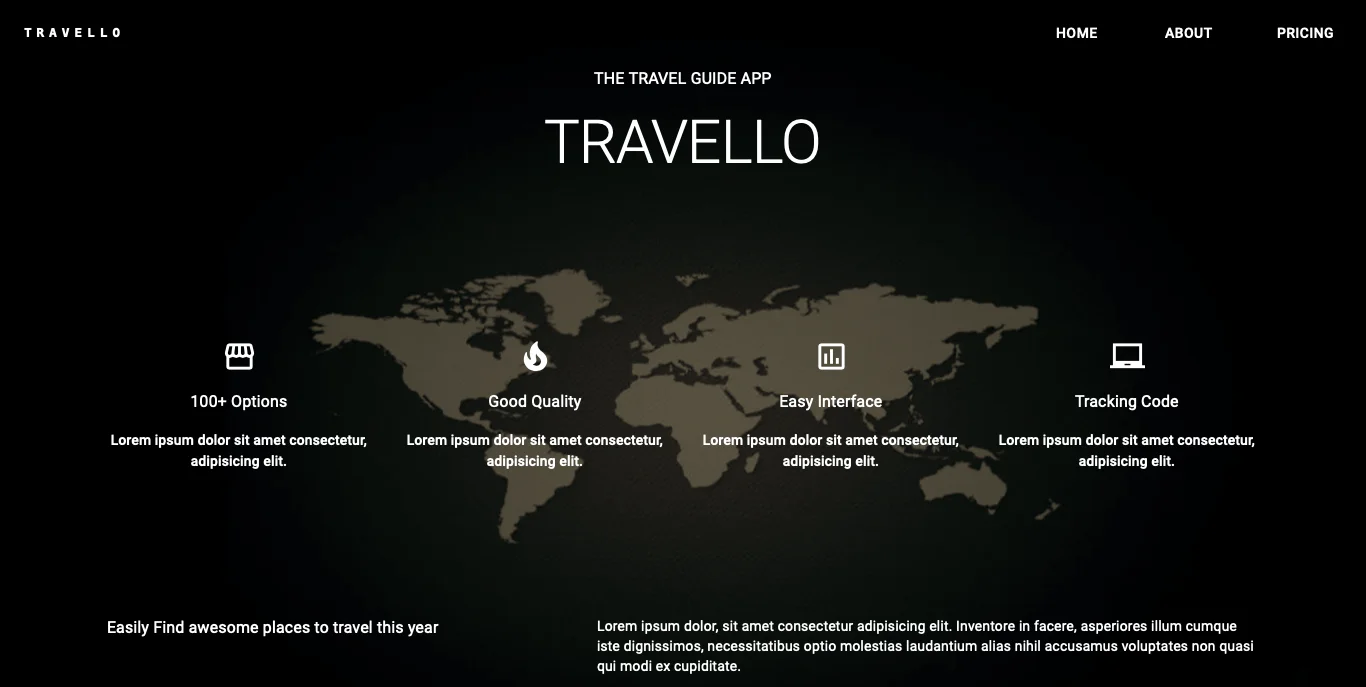 TRAVELLO
HOME ABOUT PRICING
THE TRAVEL GUIDE APP
TRAVELLO
100+ Options
Lorem ipsum dolor sit amet consectetur,
adipisicing elit.
Good Quality
Lorem ipsum dolor sit amet consectetur,
adipisicing elit.
Easy Interface
Lorem ipsum dolor sit amet consectetur,
adipisicing elit.
Tracking Code
Lorem ipsum dolor sit amet consectetur,
adipisicing elit.
Easily Find awesome places to travel this year
Lorem ipsum dolor, sit amet consectetur adipisicing elit. Inventore in facere, asperiores illum cumque
iste dignissimos, necessitatibus optio molestias laudantium alias nihil accusamus voluptates non quasi
qui modi ex cupiditate.